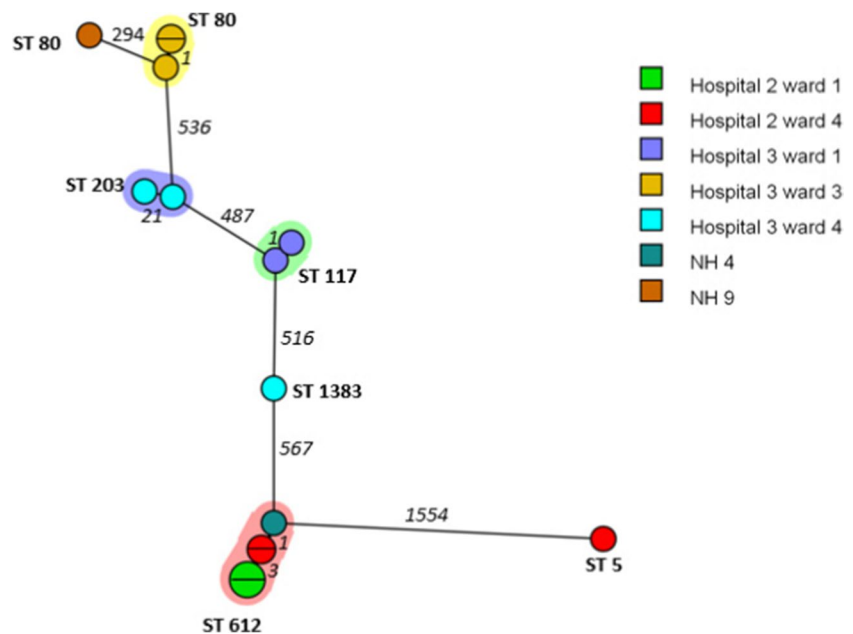 ST 80
294
ST 80
1
536
ST 203
21
487
1
ST 117
516
ST 1383
567
1554
1
3
ST 5
ST 612
Hospital 2 ward 1
Hospital 2 ward 4
Hospital 3 ward 1
Hospital 3 ward 3
Hospital 3 ward 4
NH 4
NH 9